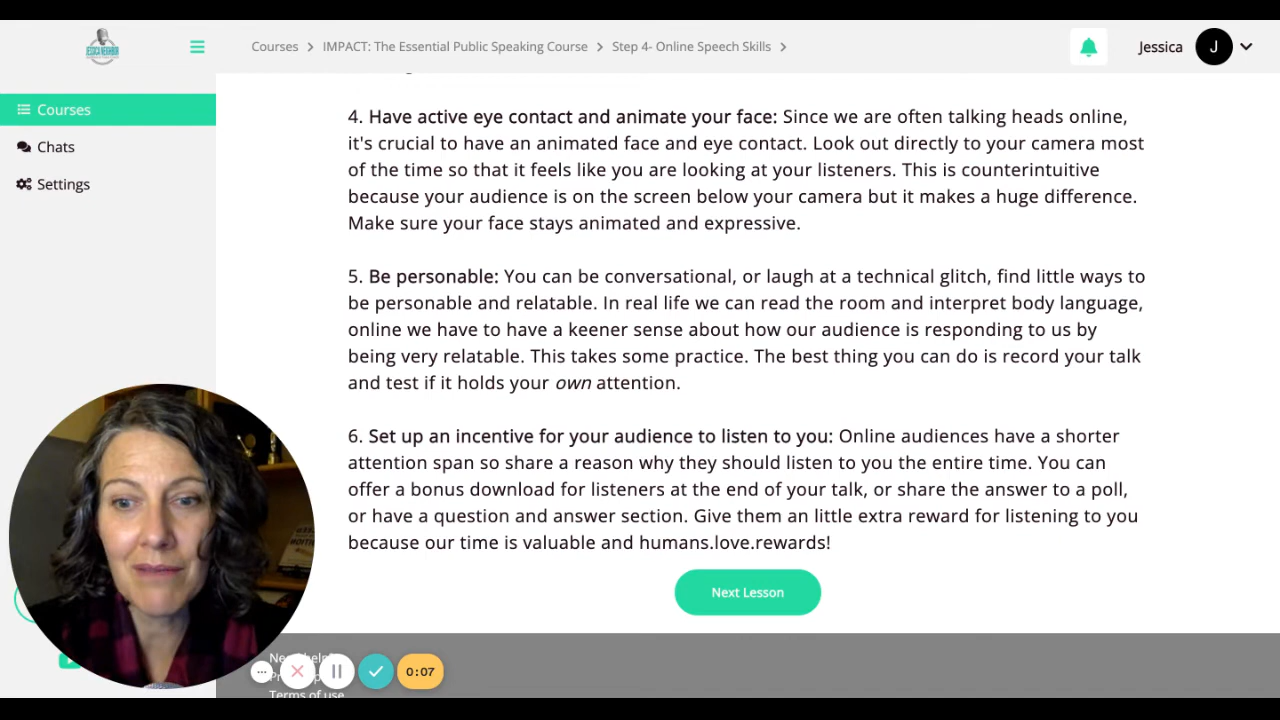 Courses > IMPACT: The Essential Public Speaking Course > Step 4- Online Speech Skills >
Jessica J
Courses
Chats
Settings
4. Have active eye contact and animate your face: Since we are often talking heads online,
it's crucial to have an animated face and eye contact. Look out directly to your camera most
of the time so that it feels like you are looking at your listeners. This is counterintuitive
because your audience is on the screen below your camera but it makes a huge difference.
Make sure your face stays animated and expressive.
5. Be personable: You can be conversational, or laugh at a technical glitch, find little ways to
be personable and relatable. In real life we can read the room and interpret body language,
online we have to have a keener sense about how our audience is responding to us by
being very relatable. This takes some practice. The best thing you can do is record your talk
and test if it holds your own attention.
6. Set up an incentive for your audience to listen to you: Online audiences have a shorter
attention span so share a reason why they should listen to you the entire time. You can
offer a bonus download for listeners at the end of your talk, or share the answer to a poll,
or have a question and answer section. Give them an little extra reward for listening to you
because our time is valuable and humans.love.rewards!
Next Lesson
0:07
Terms of use